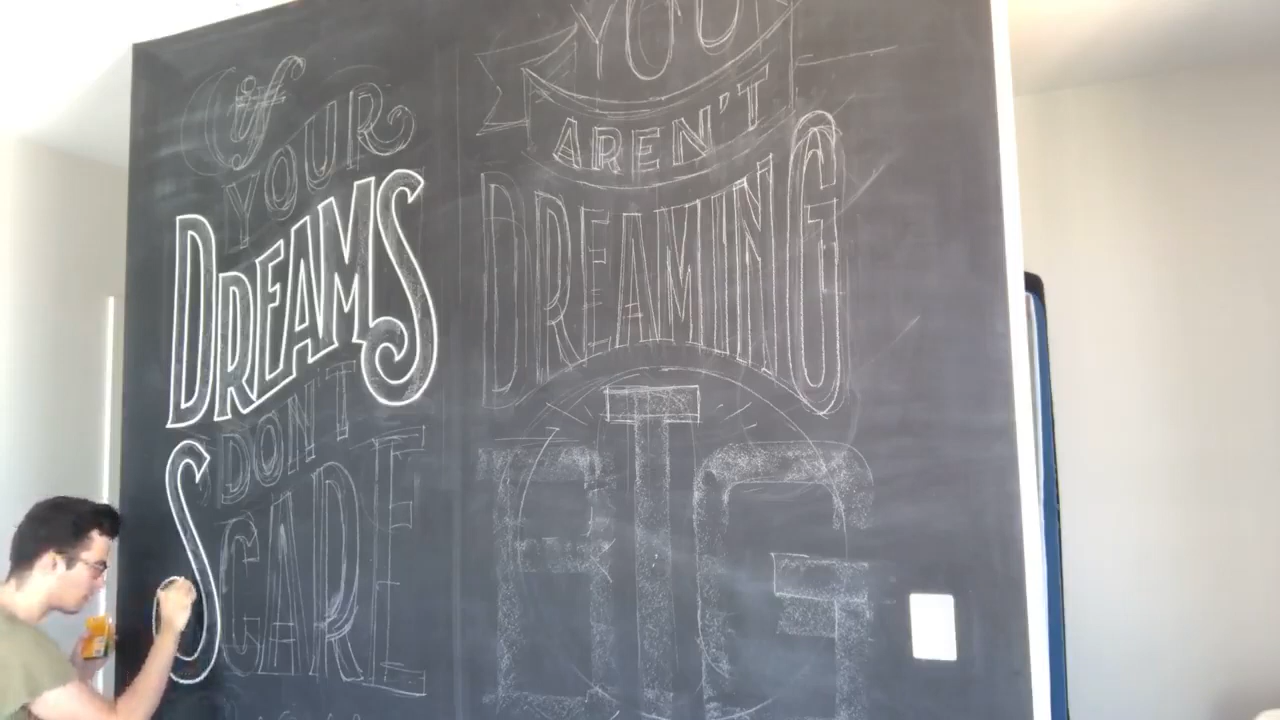 if
YOUR
DREAMS
DON'T
SCARE
YOU
AREN'T
DREAMING
BIG